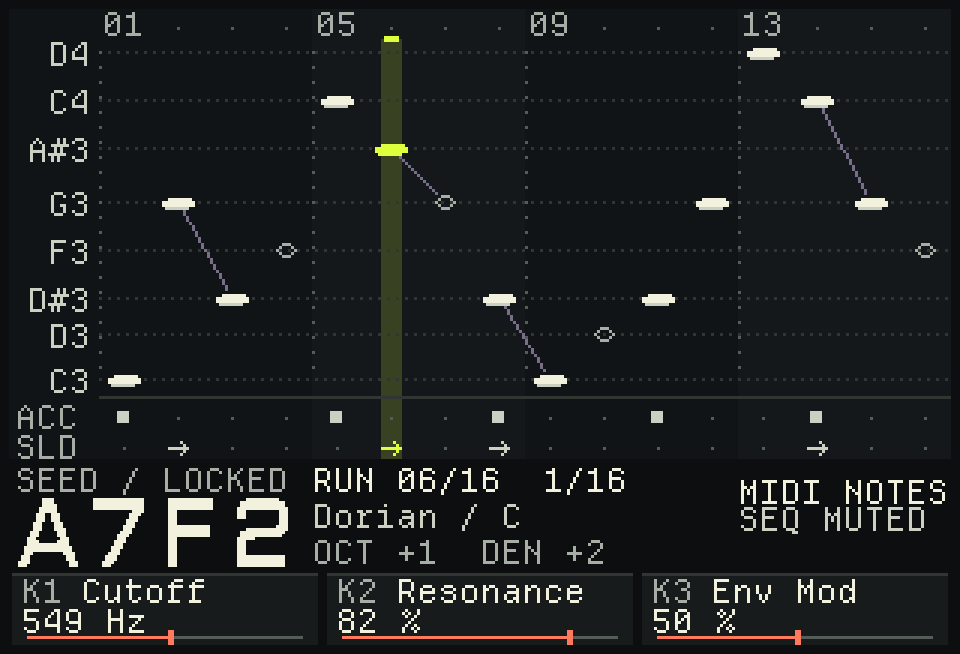 01 05 09 13
D4
C4
A#3
G3
F3
D#3
D3
C3
ACC
SLD
SEED / LOCKED
A7F2
RUN 06/16 1/16
Dorian / C
OCT +1 DEN +2
MIDI NOTES
SEQ MUTED
K1 Cutoff
549 Hz
K2 Resonance
82 %
K3 Env Mod
50 %